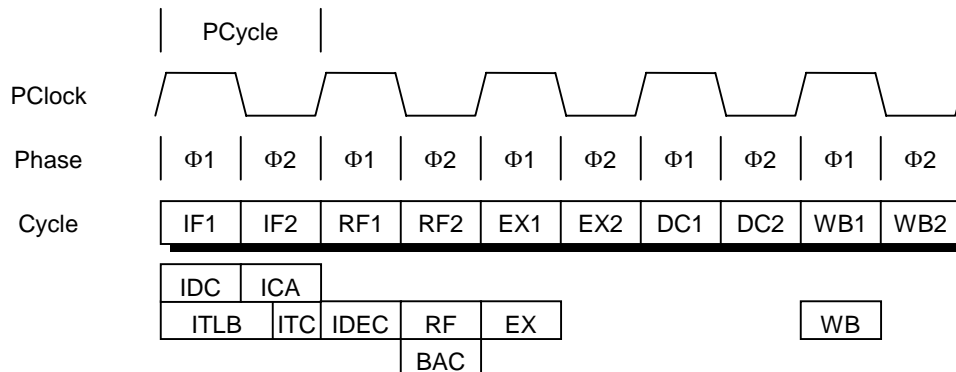 PCycle
PClock
Phase Φ1 Φ2 Φ1 Φ2 Φ1 Φ2 Φ1 Φ2 Φ1 Φ2
Cycle IF1 IF2 RF1 RF2 EX1 EX2 DC1 DC2 WB1 WB2
IDC ICA
ITLB ITC IDEC RF EX WB
BAC